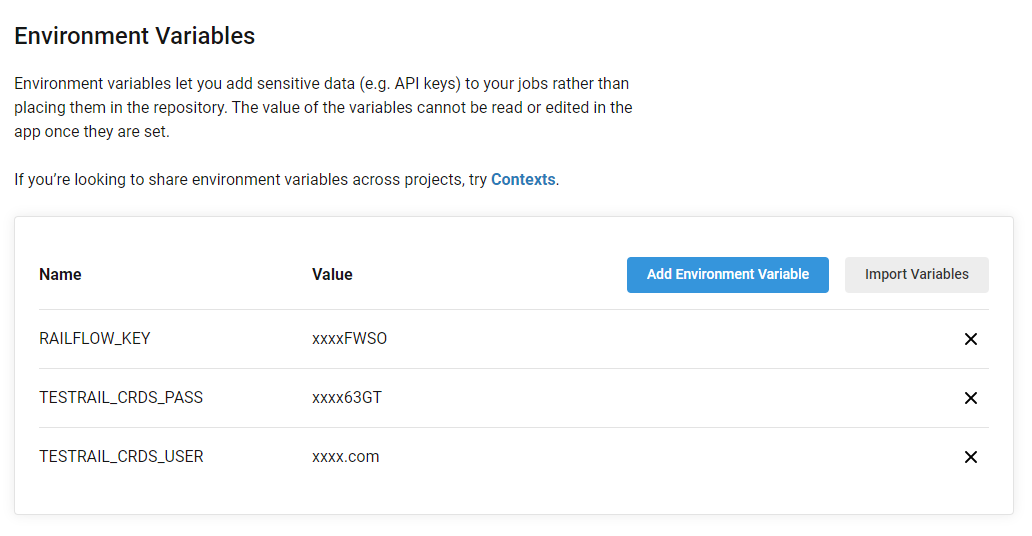 Environment Variables
Environment variables let you add sensitive data (e.g. API keys) to your jobs rather than
placing them in the repository. The value of the variables cannot be read or edited in the
app once they are set.
If you’re looking to share environment variables across projects, try Contexts.
Name Value Add Environment Variable Import Variables
RAILFLOW_KEY xxxxFWSO
TESTRAIL_CRDS_PASS xxxx63GT
TESTRAIL_CRDS_USER xxxx.com